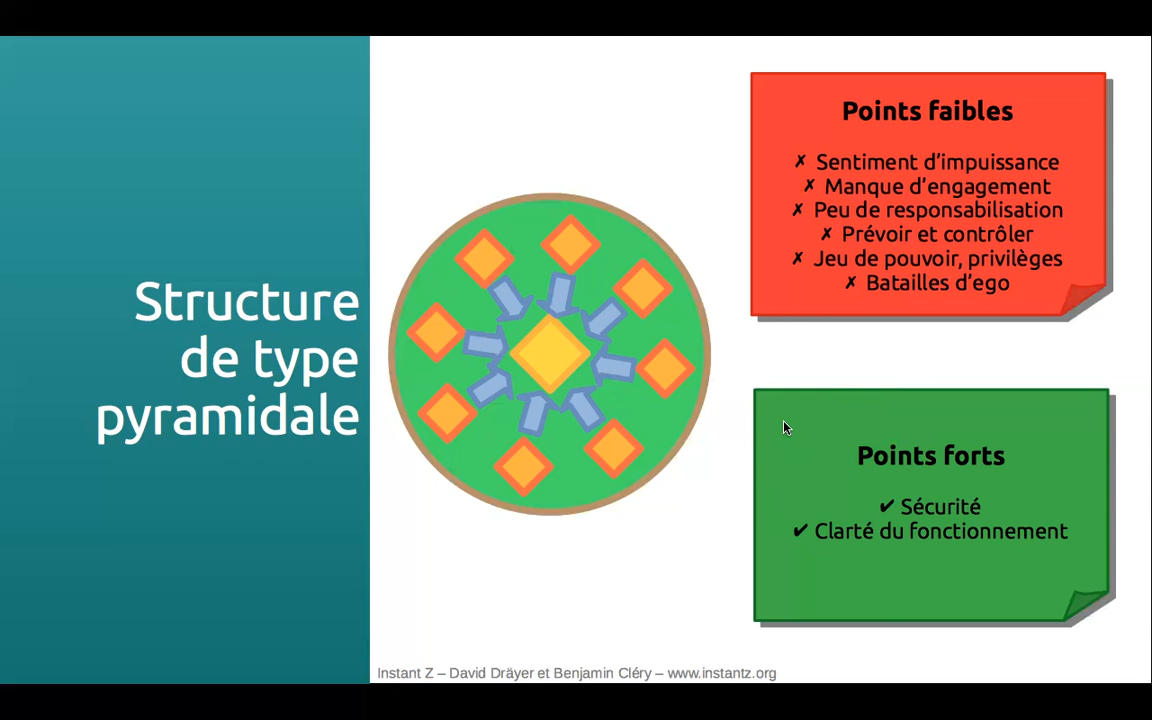 Structure
de type
pyramidale
Points faibles
✗ Sentiment d'impuissance
✗ Manque d'engagement
✗ Peu de responsabilisation
✗ Prévoir et contrôler
✗ Jeu de pouvoir, privilèges
✗ Batailles d'ego
Points forts
✔ Sécurité
✔ Clarté du fonctionnement
Instant Z – David Dräyer et Benjamin Cléry – www.instantz.org